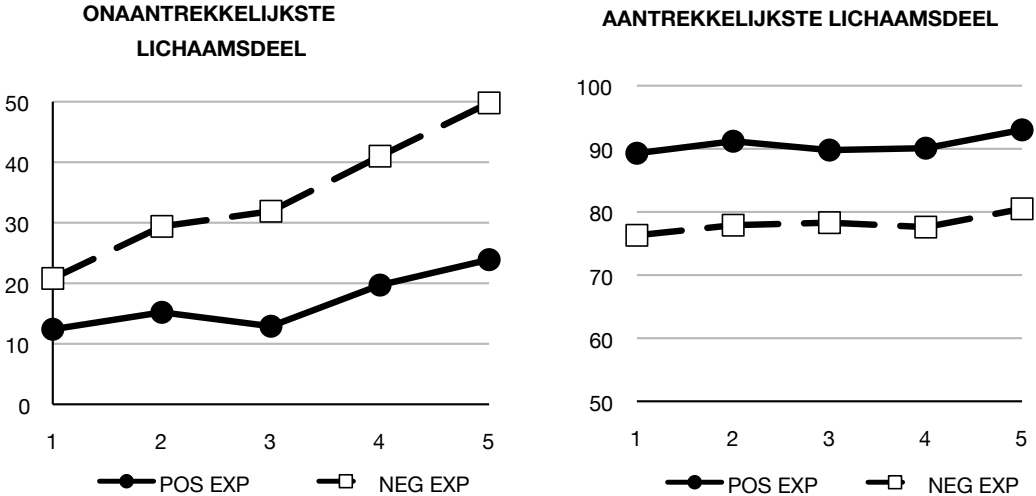 ONAANTREKKELIJKSTE
LICHAAMSDEEL
50
40
30
20
10
0
1 2 3 4 5
POS EXP NEG EXP
AANTREKKELIJKSTE LICHAAMSDEEL
100
90
80
70
60
50
1 2 3 4 5
POS EXP NEG EXP